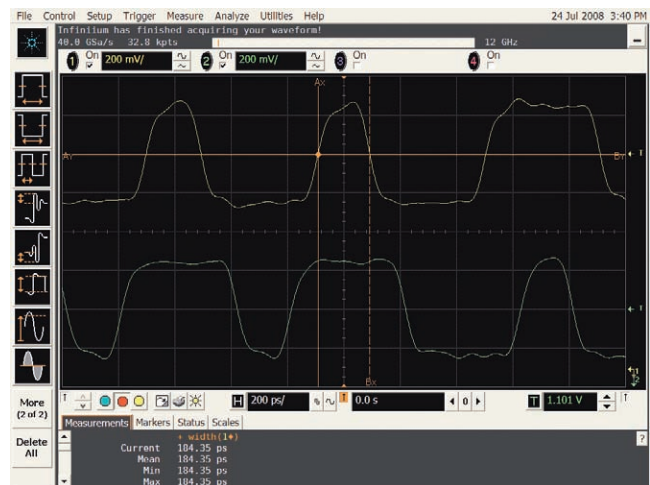 File Control Setup Trigger Measure Analyze Utilities Help 24 Jul 2008 3:40 PM
Infiniium has finished acquiring your waveform!
40.0 GSa/s 32.8 kpts 12 GHz
1 On 200 mV/ 2 On 200 mV/ 3 On 4 On
Ax
T
Ay By
T
1
2
Bx
More
(2 of 2)
H 200 ps/ 0.0 s 0 T 1.101 V
Delete
All
Measurements Markers Status Scales
+ width(1♦)
?
Current 184.35 ps
Mean 184.35 ps
Min 184.35 ps
Max 184.35 ps